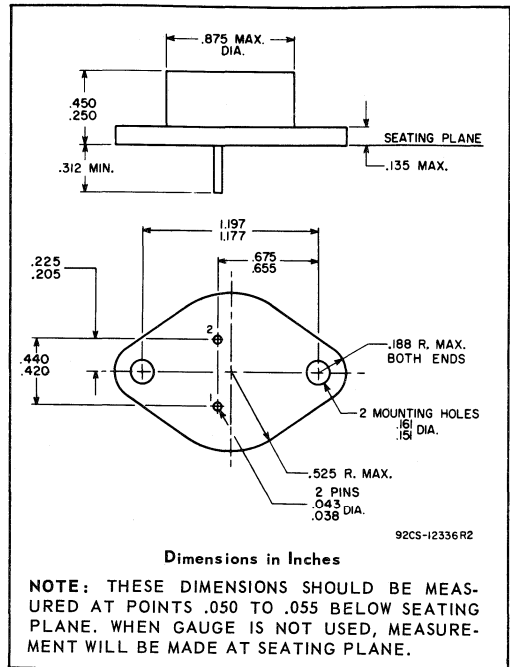 .875 MAX.
DIA.
.450
.250
SEATING PLANE
.312 MIN.
.135 MAX.
1.197
1.177
.675
.655
.225
.205
2
.188 R. MAX.
BOTH ENDS
.440
.420
1
2 MOUNTING HOLES
.161
.151 DIA.
.525 R. MAX.
2 PINS
.043
.038 DIA.
92CS-12336R2
Dimensions in Inches
NOTE: THESE DIMENSIONS SHOULD BE MEAS-
URED AT POINTS .050 TO .055 BELOW SEATING
PLANE. WHEN GAUGE IS NOT USED, MEASURE-
MENT WILL BE MADE AT SEATING PLANE.